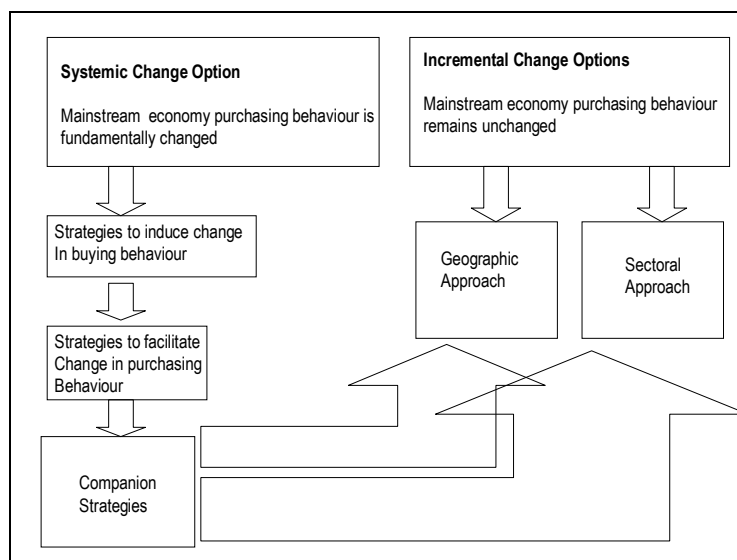 Systemic Change Option
Mainstream economy purchasing behaviour is
fundamentally changed
Incremental Change Options
Mainstream economy purchasing behaviour
remains unchanged
Strategies to induce change
In buying behaviour
Geographic
Approach
Sectoral
Approach
Strategies to facilitate
Change in purchasing
Behaviour
Companion
Strategies